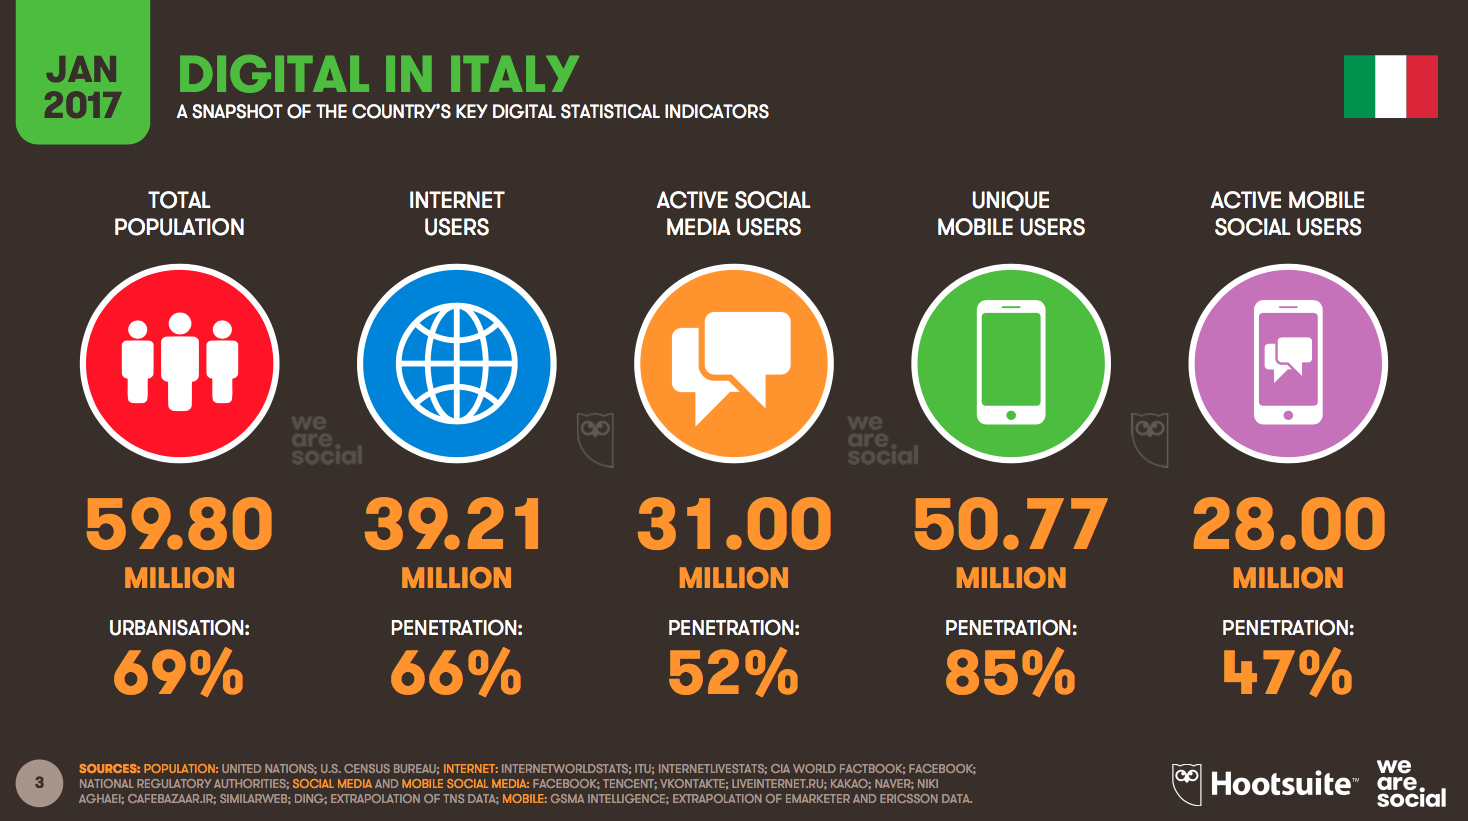 JAN
2017
DIGITAL IN ITALY
A SNAPSHOT OF THE COUNTRY'S KEY DIGITAL STATISTICAL INDICATORS
TOTAL
POPULATION
INTERNET
USERS
ACTIVE SOCIAL
MEDIA USERS
UNIQUE
MOBILE USERS
ACTIVE MOBILE
SOCIAL USERS
we
are
social
we
are
social
59.80
MILLION
39.21
MILLION
31.00
MILLION
50.77
MILLION
28.00
MILLION
URBANISATION:
69%
PENETRATION:
66%
PENETRATION:
52%
PENETRATION:
85%
PENETRATION:
47%
3
SOURCES: POPULATION: UNITED NATIONS; U.S. CENSUS BUREAU; INTERNET: INTERNETWORLDSTATS; ITU; INTERNETLIVESTATS; CIA WORLD FACTBOOK; FACEBOOK;
NATIONAL REGULATORY AUTHORITIES; SOCIAL MEDIA AND MOBILE SOCIAL MEDIA: FACEBOOK; TENCENT; VKONTAKTE; LIVEINTERNET.RU; KAKAO; NAVER; NIKI
AGHAEI; CAFEBAZAAR.IR; SIMILARWEB; DING; EXTRAPOLATION OF TNS DATA; MOBILE: GSMA INTELLIGENCE; EXTRAPOLATION OF EMARKETER AND ERICSSON DATA.
Hootsuite™
we
are
social